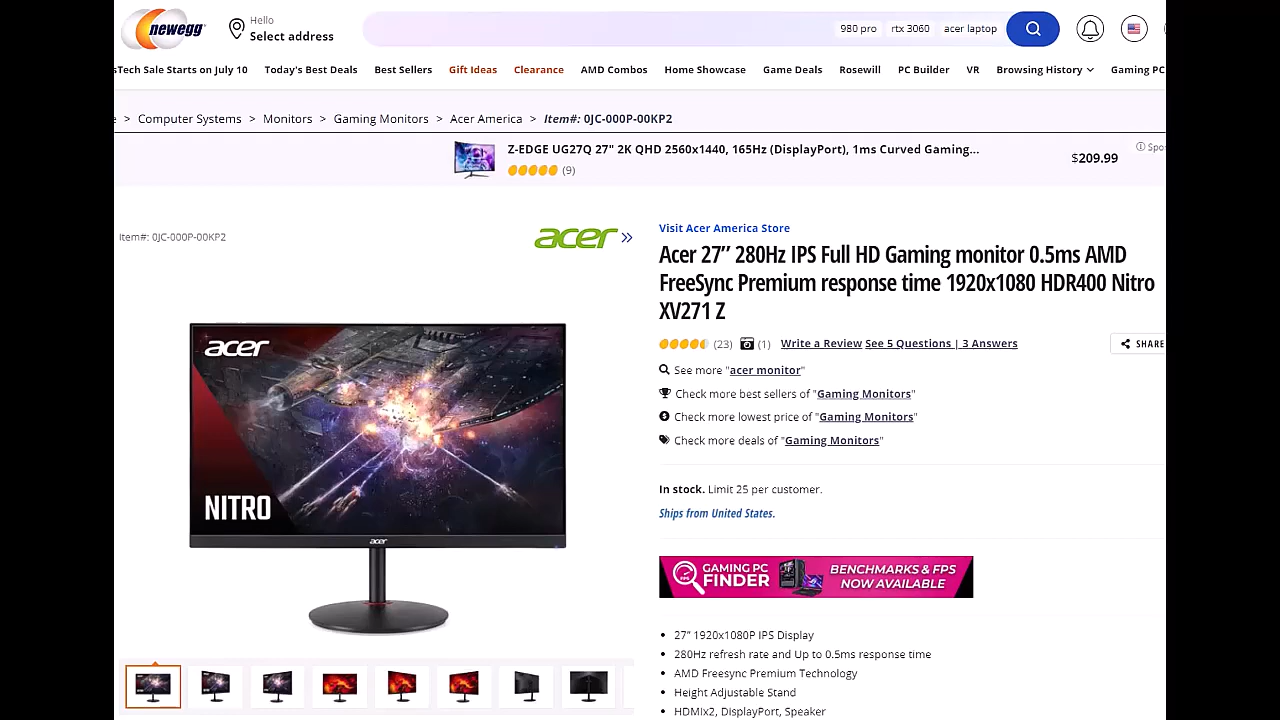 newegg
Hello
Select address
980 pro
rtx 3060
acer laptop
sTech Sale Starts on July 10
Today's Best Deals
Best Sellers
Gift Ideas
Clearance
AMD Combos
Home Showcase
Game Deals
Rosewill
PC Builder
VR
Browsing History
Gaming PC
> Computer Systems > Monitors > Gaming Monitors > Acer America > Item#: 0JC-000P-00KP2
Z-EDGE UG27Q 27" 2K QHD 2560x1440, 165Hz (DisplayPort), 1ms Curved Gaming...
(9)
$209.99
Spo
Item#: 0JC-000P-00KP2
acer
acer
NITRO
acer
Visit Acer America Store
Acer 27” 280Hz IPS Full HD Gaming monitor 0.5ms AMD
FreeSync Premium response time 1920x1080 HDR400 Nitro
XV271 Z
(23) (1) Write a Review See 5 Questions | 3 Answers
SHARE
See more "acer monitor"
Check more best sellers of "Gaming Monitors"
Check more lowest price of "Gaming Monitors"
Check more deals of "Gaming Monitors"
In stock. Limit 25 per customer.
Ships from United States.
GAMING PC
FINDER
BENCHMARKS & FPS
NOW AVAILABLE
27” 1920x1080P IPS Display
280Hz refresh rate and Up to 0.5ms response time
AMD Freesync Premium Technology
Height Adjustable Stand
HDMIx2, DisplayPort, Speaker